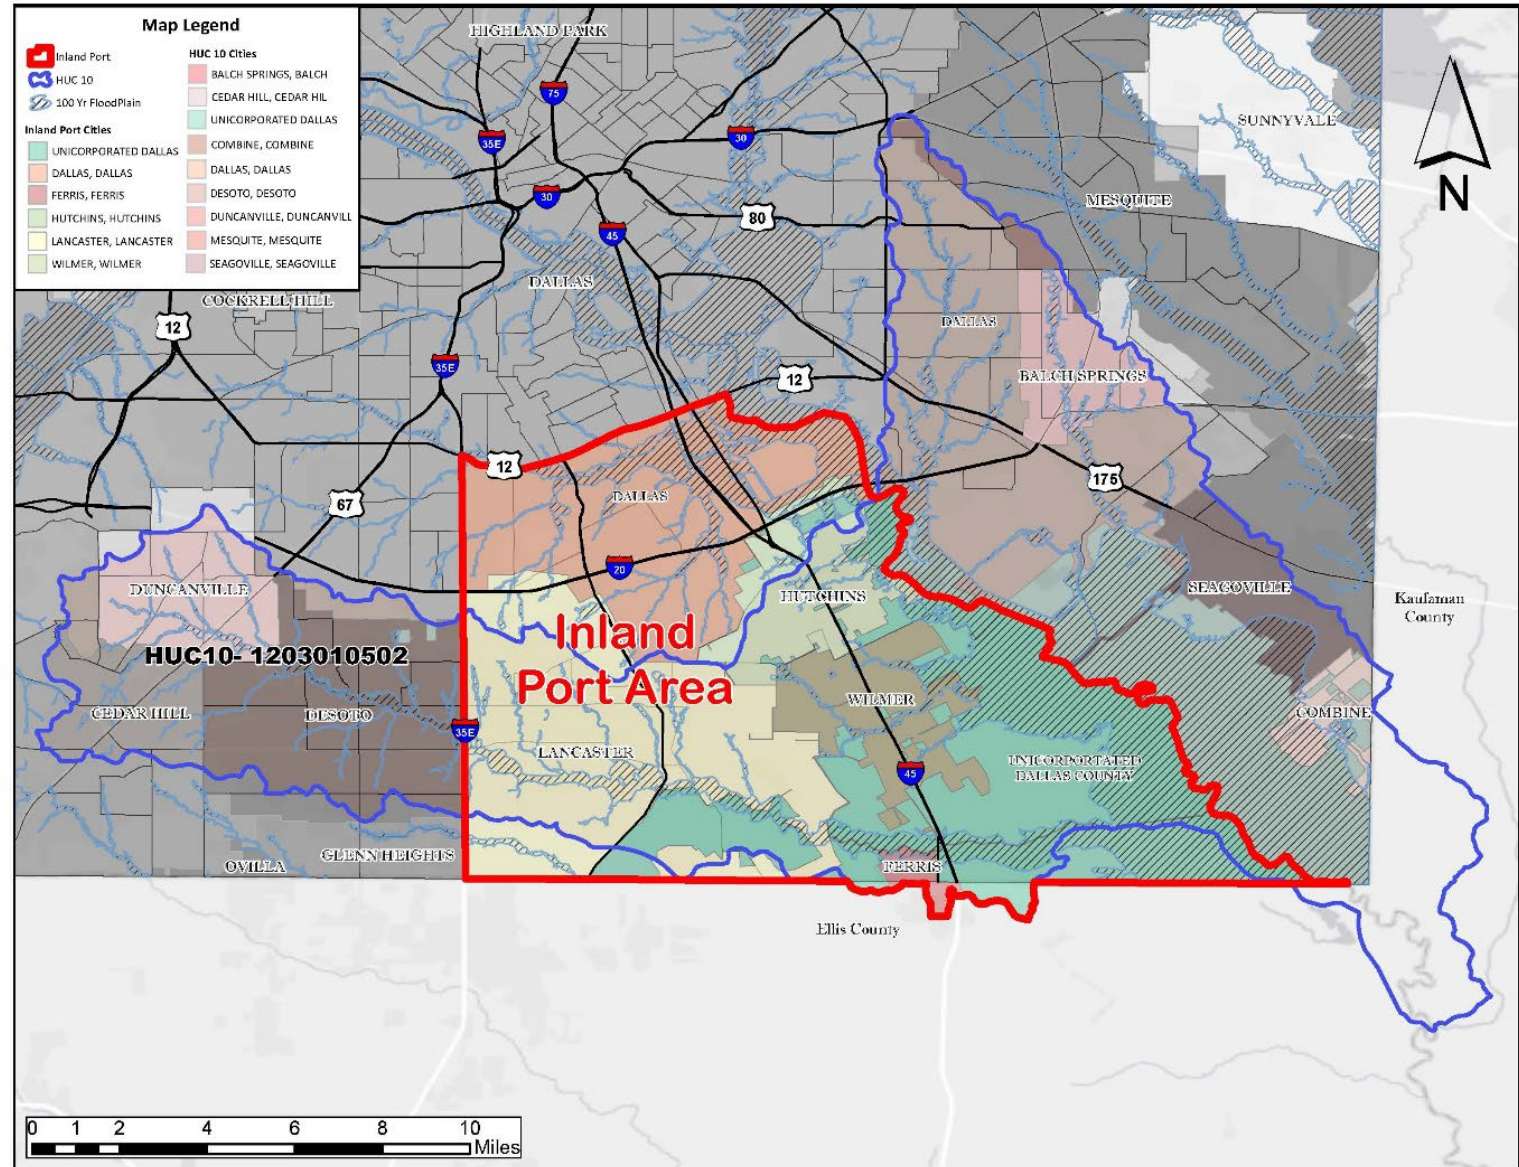 Map Legend
Inland Port
HUC 10
100 Yr FloodPlain
Inland Port Cities
UNICORPORATED DALLAS
DALLAS, DALLAS
FERRIS, FERRIS
HUTCHINS, HUTCHINS
LANCASTER, LANCASTER
WILMER, WILMER
HUC 10 Cities
BALCH SPRINGS, BALCH
CEDAR HILL, CEDAR HIL
UNICORPORATED DALLAS
COMBINE, COMBINE
DALLAS, DALLAS
DESOTO, DESOTO
DUNCANVILLE, DUNCANVILL
MESQUITE, MESQUITE
SEAGOVILLE, SEAGOVILLE
HIGHLAND PARK
75
35E
30
SUNNYVALE
N
30
MESQUITE
80
45
DALLAS
COCKRELL HILL
12
DALLAS
35E
12
BALCH SPRINGS
12
175
67
DALLAS
20
DUNCANVILLE
HUTCHINS
SEAGOVILLE
Kaufaman
County
Inland
Port Area
HUC10- 1203010502
WILMER
CEDAR HILL
DESOTO
COMBINE
35E
LANCASTER
45
UNICORPORTATED
DALLAS COUNTY
OVILLA
GLENN HEIGHTS
FERRIS
Ellis County
0 1 2 4 6 8 10
Miles